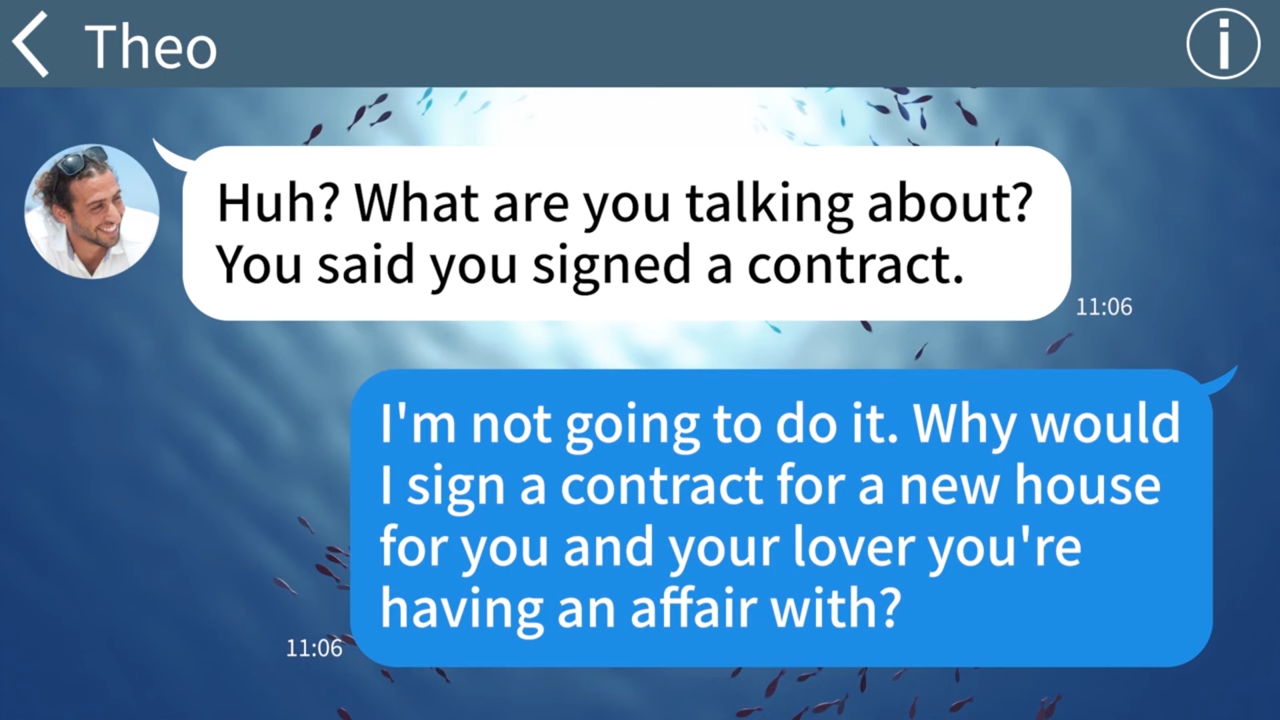 Theo
Huh? What are you talking about?
You said you signed a contract.
11:06
I'm not going to do it. Why would
I sign a contract for a new house
for you and your lover you're
having an affair with?
11:06